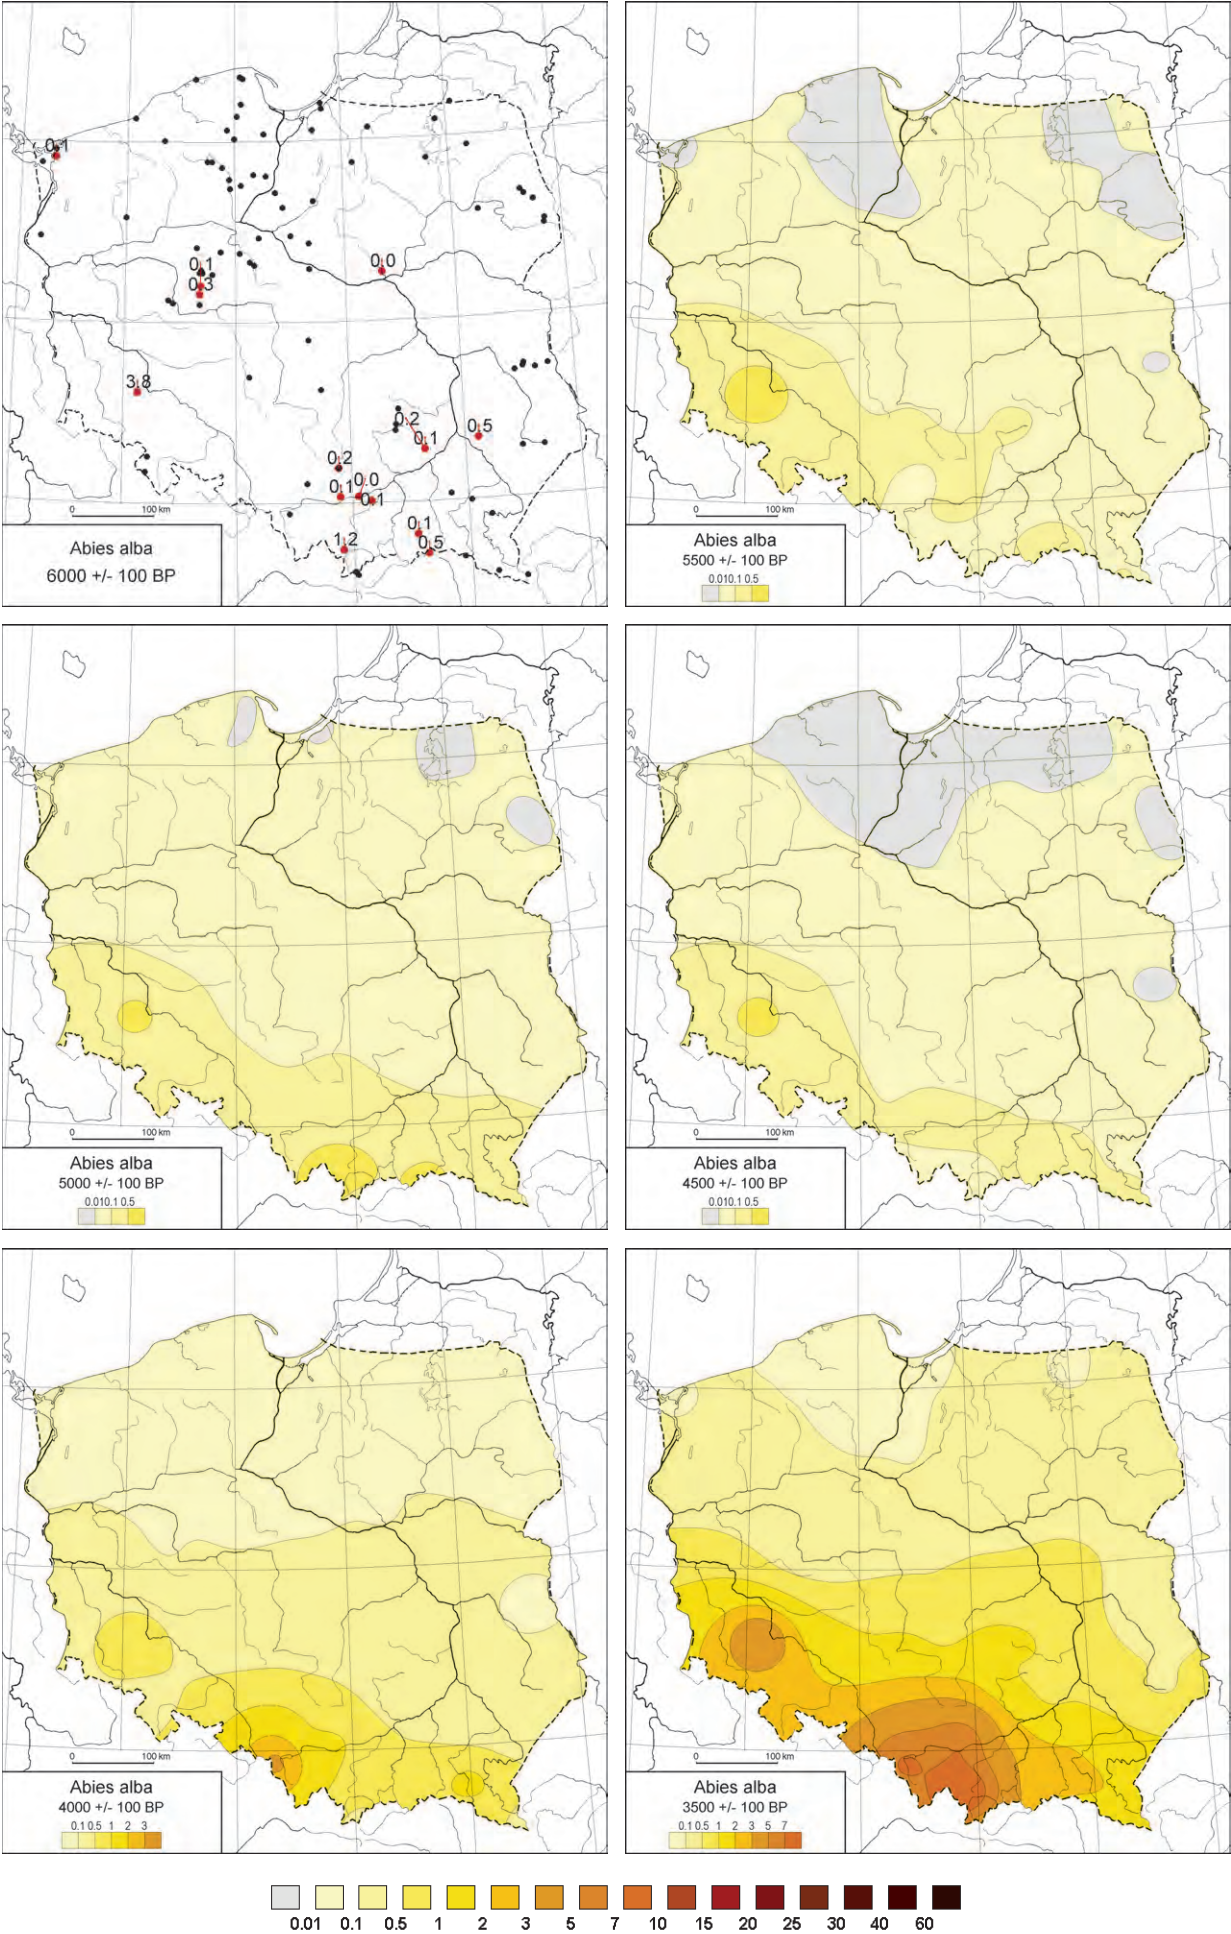 0.1
0.1
0.3
0.0
3.8
0.2
0.1
0.5
0.2
0.1
0.0
0.1
0.1
1.2
0.5
0 100 km
Abies alba
6000 +/- 100 BP
0 100 km
Abies alba
5500 +/- 100 BP
0.01 0.1 0.5
0 100 km
Abies alba
5000 +/- 100 BP
0.01 0.1 0.5
0 100 km
Abies alba
4500 +/- 100 BP
0.01 0.1 0.5
0 100 km
Abies alba
4000 +/- 100 BP
0.1 0.5 1 2 3
0 100 km
Abies alba
3500 +/- 100 BP
0.1 0.5 1 2 3 5 7
0.01 0.1 0.5 1 2 3 5 7 10 15 20 25 30 40 60